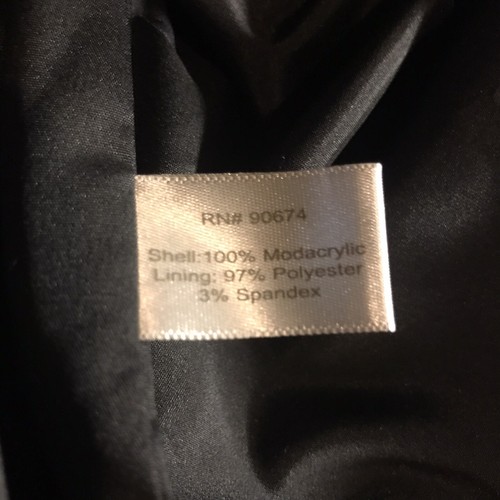 RN# 90674
Shell:100% Modacrylic
Lining: 97% Polyester
3% Spandex